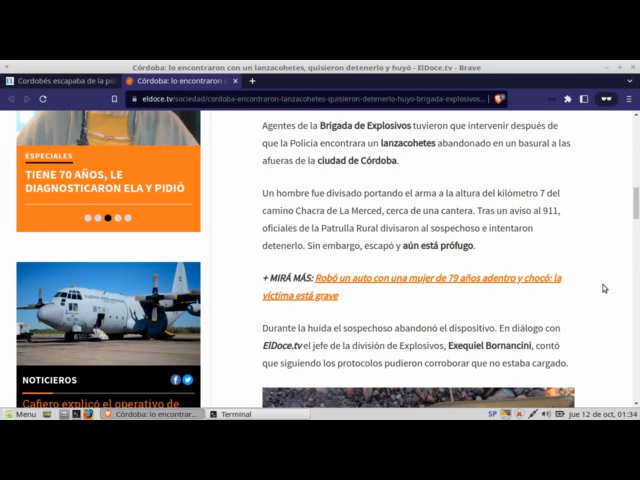 Córdoba: lo encontraron con un lanzacohetes, quisieron detenerlo y huyó - ElDoce.tv - Brave
Cordobés escapaba de la pol
Córdoba: lo encontraron
eldoce.tv/sociedad/cordoba-encontraron-lanzacohetes-quisieron-detenerlo-huyo-brigada-explosivos...
ESPECIALES
TIENE 70 AÑOS, LE
DIAGNOSTICARON ELA Y PIDIÓ
NOTICIEROS
Cafiero explicó el operativo de
Agentes de la Brigada de Explosivos tuvieron que intervenir después de
que la Policía encontrara un lanzacohetes abandonado en un basural a las
afueras de la ciudad de Córdoba.
Un hombre fue divisado portando el arma a la altura del kilómetro 7 del
camino Chacra de La Merced, cerca de una cantera. Tras un aviso al 911,
oficiales de la Patrulla Rural divisaron al sospechoso e intentaron
detenerlo. Sin embargo, escapó y aún está prófugo.
+ MIRÁ MÁS: Robó un auto con una mujer de 79 años adentro y chocó: la
víctima está grave
Durante la huida el sospechoso abandonó el dispositivo. En diálogo con
ElDoce.tv el jefe de la división de Explosivos, Exequiel Bornancini, contó
que siguiendo los protocolos pudieron corroborar que no estaba cargado.
Menu
Córdoba: lo encontrar...
Terminal
SP
jue 12 de oct, 01:34